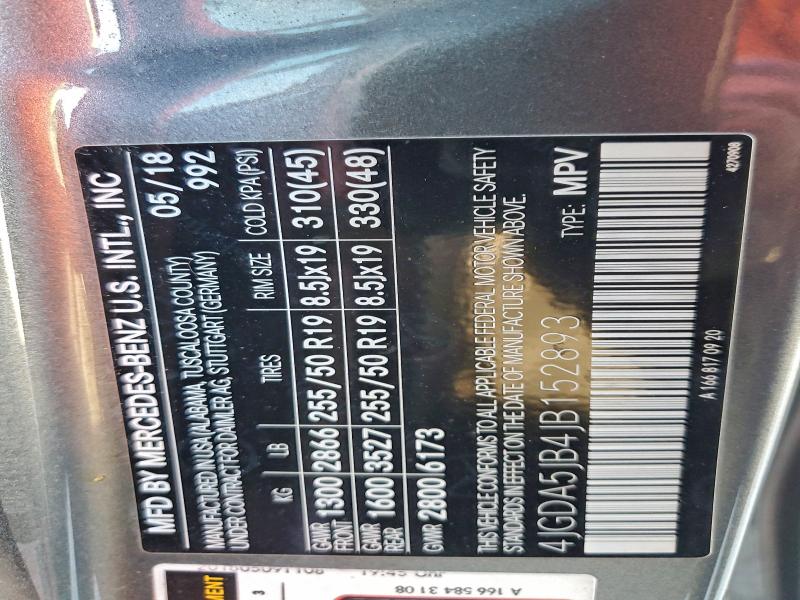 MFD BY MERCEDES-BENZ U.S. INTL., INC
MANUFACTURED IN USA (ALABAMA, TUSCALOOSA COUNTY) 05/18
UNDER CONTRACT FOR DAIMLER AG, STUTTGART (GERMANY) 992
KG LB TIRES RIM SIZE COLD KPA (PSI)
GAWR FRONT 1300 2866 255/50 R19 8.5Jx19 310(45)
GAWR REAR 1600 3527 255/50 R19 8.5Jx19 330(48)
GWR 2800 6173
THIS VEHICLE CONFORMS TO ALL APPLICABLE FEDERAL MOTOR VEHICLE SAFETY
STANDARDS IN EFFECT ON THE DATE OF MANUFACTURE SHOWN ABOVE.
4JGDA5JB4JB152893 TYPE: MPV
A 166 817 09 20 4270908
A 166 584 31 08
3